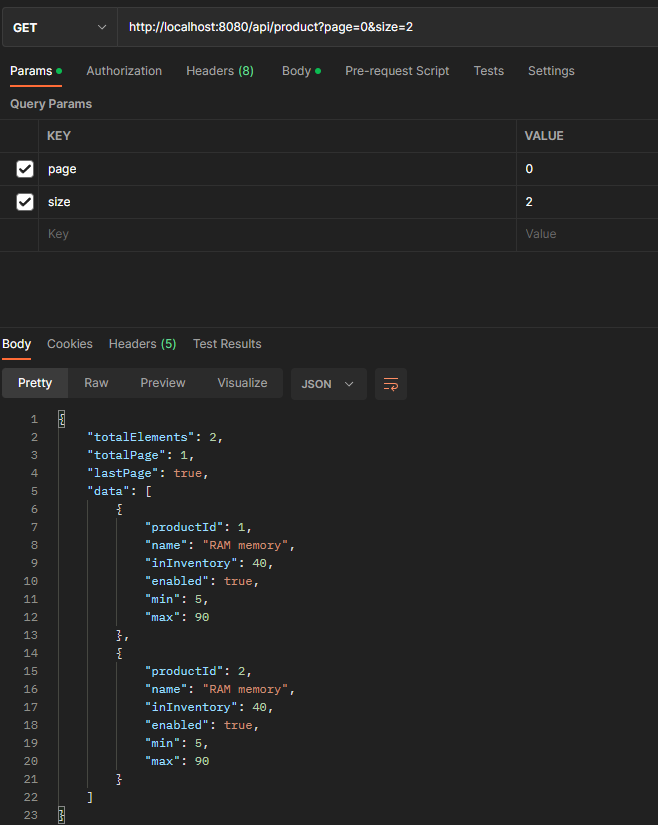 GET http://localhost:8080/api/product?page=0&size=2
Params Authorization Headers (8) Body Pre-request Script Tests Settings
Query Params
KEY VALUE
page 0
size 2
Key Value
Body Cookies Headers (5) Test Results
Pretty Raw Preview Visualize JSON
1 {
2 "totalElements": 2,
3 "totalPage": 1,
4 "lastPage": true,
5 "data": [
6 {
7 "productId": 1,
8 "name": "RAM memory",
9 "inInventory": 40,
10 "enabled": true,
11 "min": 5,
12 "max": 90
13 },
14 {
15 "productId": 2,
16 "name": "RAM memory",
17 "inInventory": 40,
18 "enabled": true,
19 "min": 5,
20 "max": 90
21 }
22 ]
23 }